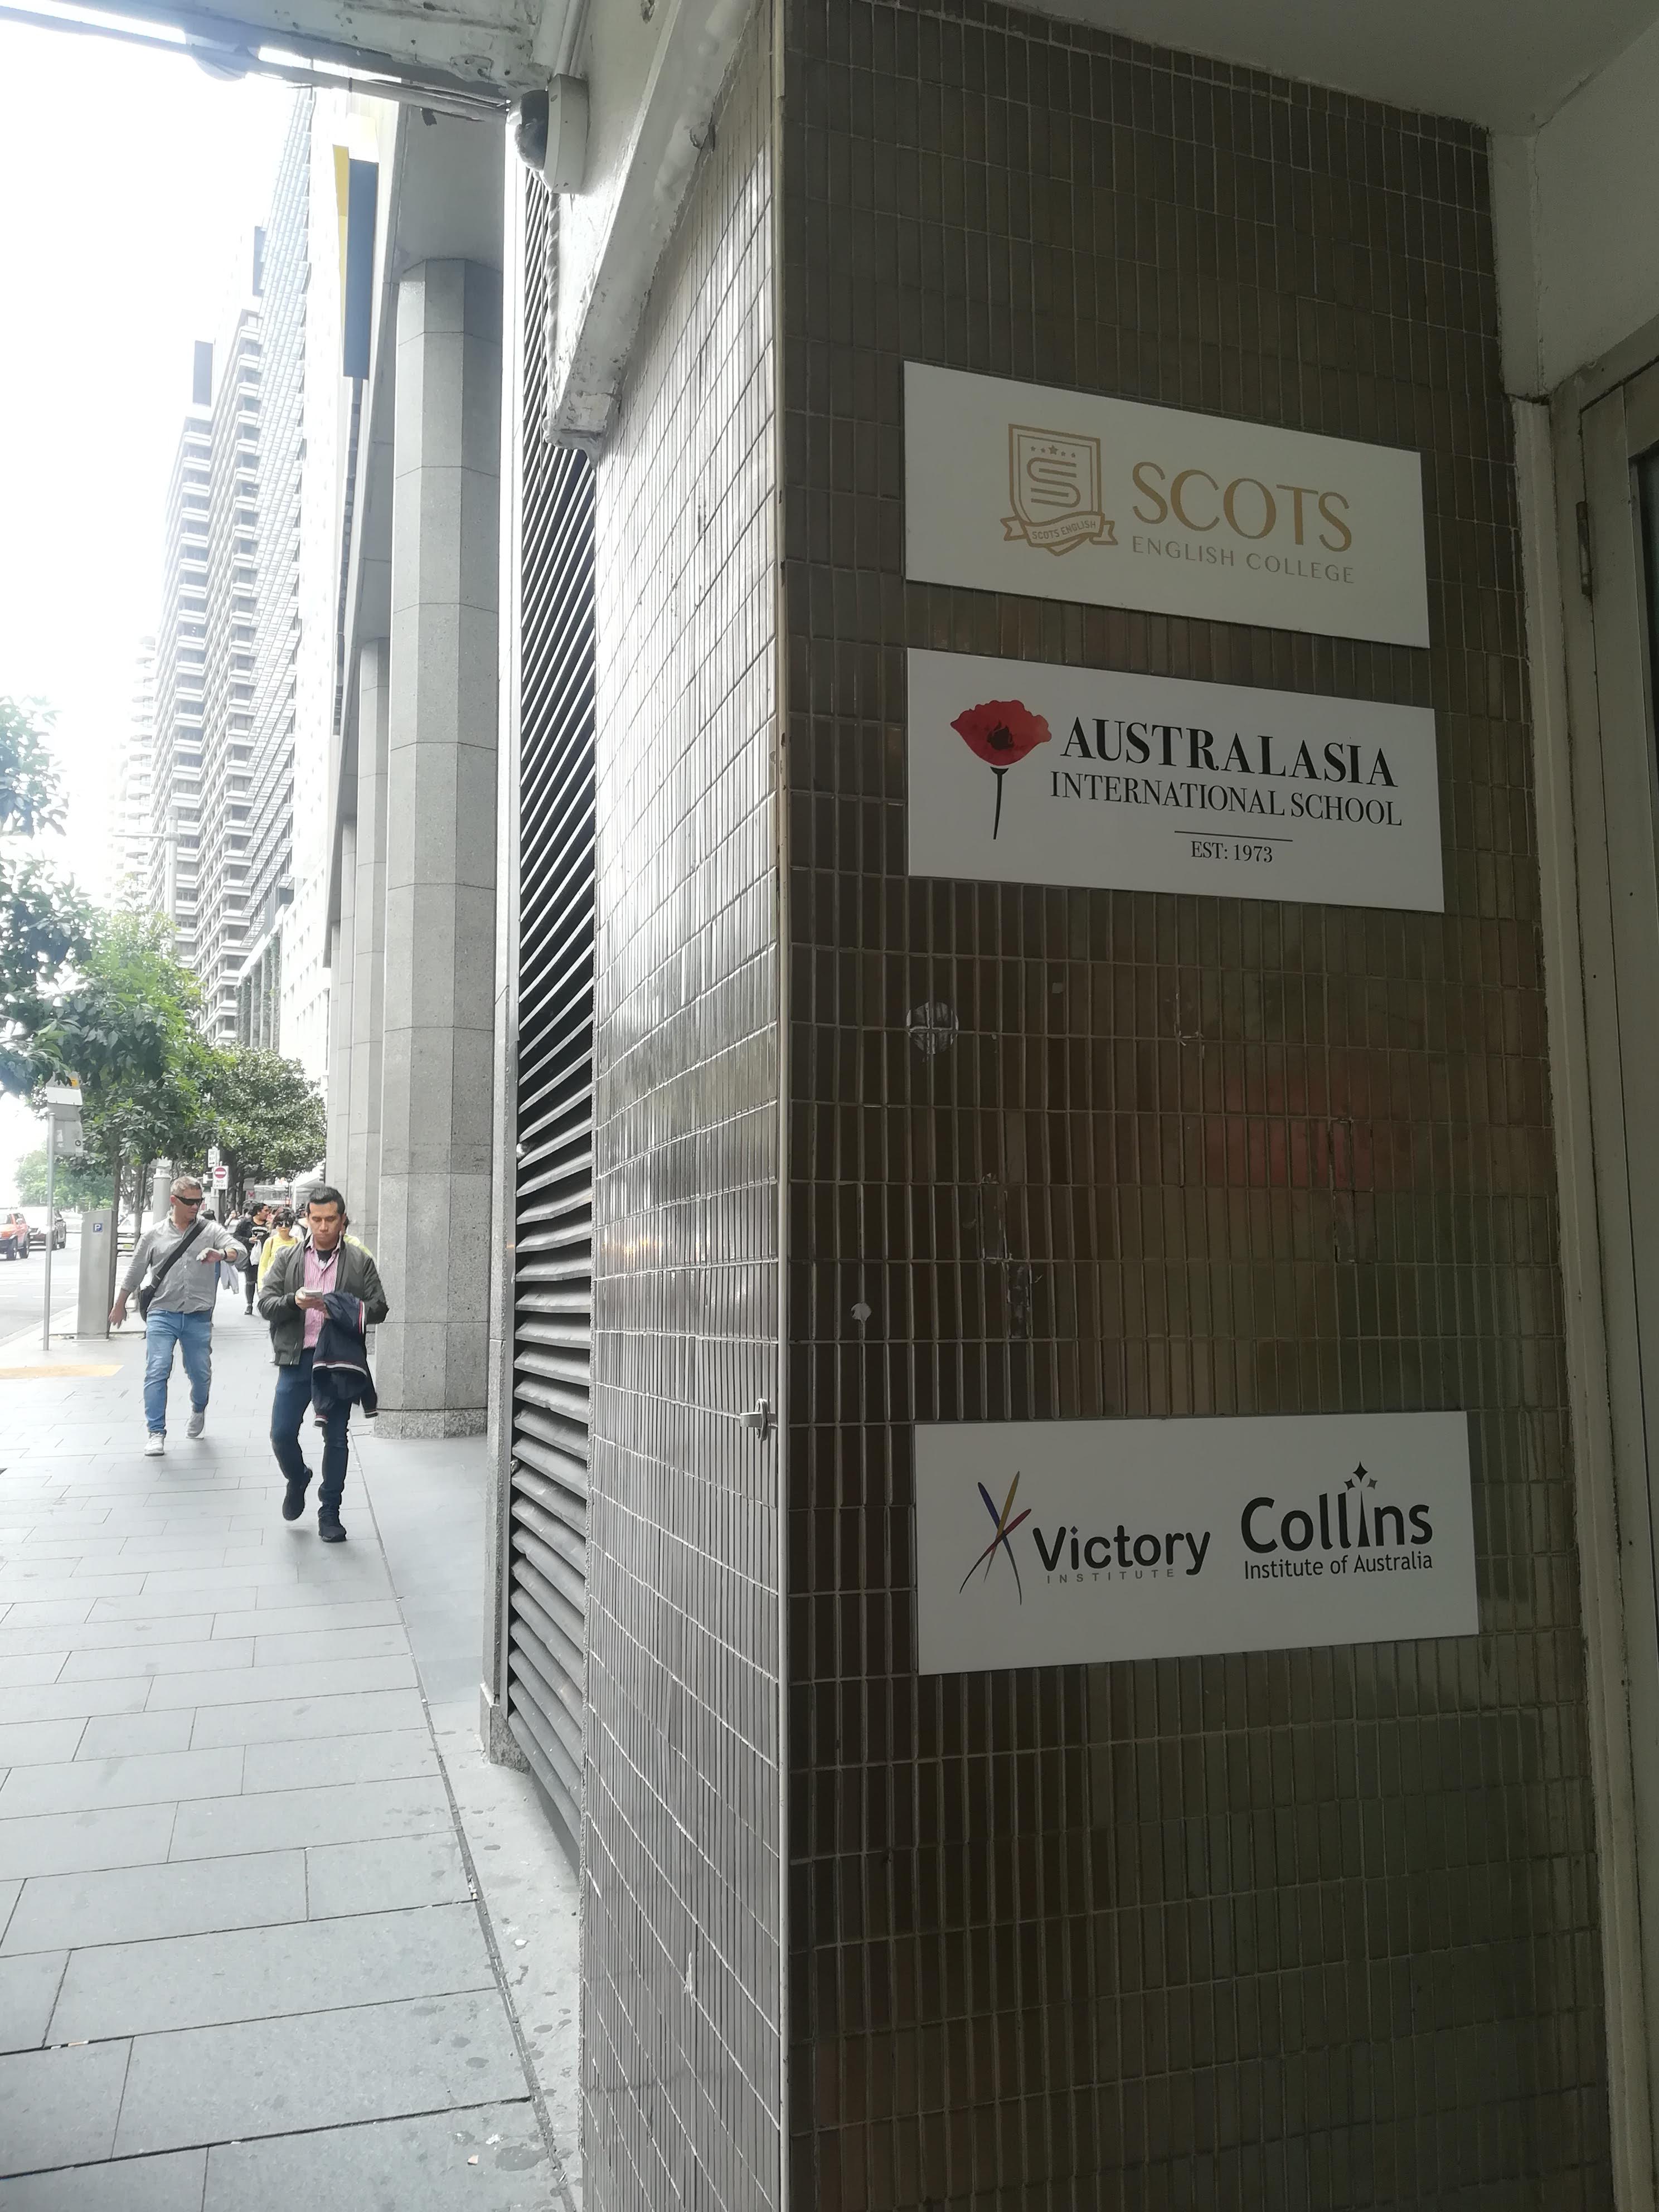 SCOTS ENGLISH
SCOTS
ENGLISH COLLEGE
AUSTRALASIA
INTERNATIONAL SCHOOL
EST: 1973
Victory
INSTITUTE
Collins
Institute of Australia
P